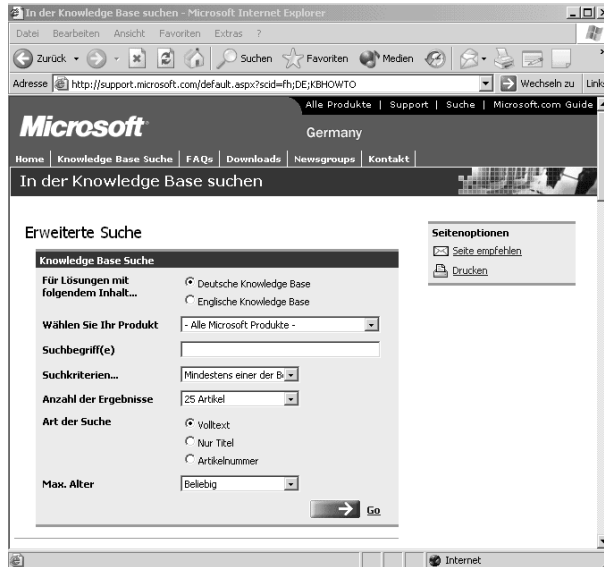 In der Knowledge Base suchen - Microsoft Internet Explorer
Datei Bearbeiten Ansicht Favoriten Extras ?
Zurück Suchen Favoriten Medien
Adresse http://support.microsoft.com/default.aspx?scid=fh;DE;KBHOWTO Wechseln zu Link
Alle Produkte | Support | Suche | Microsoft.com Guide
Microsoft
Germany
Home | Knowledge Base Suche | FAQs | Downloads | Newsgroups | Kontakt |
In der Knowledge Base suchen
Erweiterte Suche
Seitenoptionen
Seite empfehlen
Drucken
Knowledge Base Suche
Für Lösungen mit folgendem Inhalt...
Deutsche Knowledge Base
Englische Knowledge Base
Wählen Sie Ihr Produkt - Alle Microsoft Produkte -
Suchbegriff(e)
Suchkriterien... Mindestens einer der
Anzahl der Ergebnisse 25 Artikel
Art der Suche Volltext
Nur Titel
Artikelnummer
Max. Alter Beliebig
Go
Internet